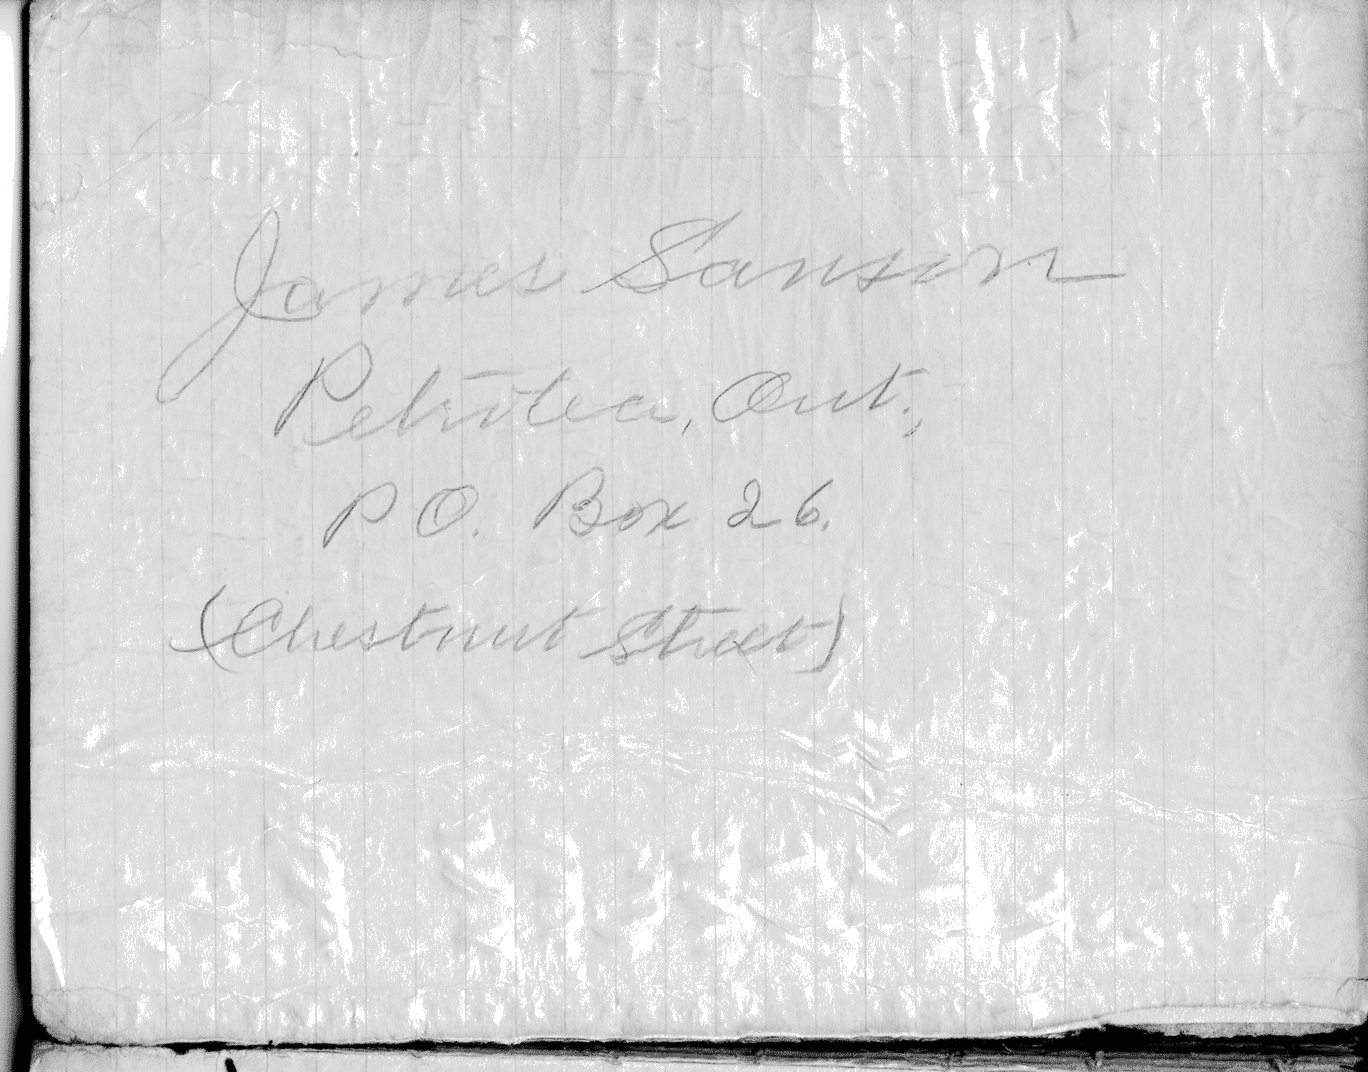 James Sanson
Petrolea, Ont.,
P O. Box 26.
(Chestnut Street)